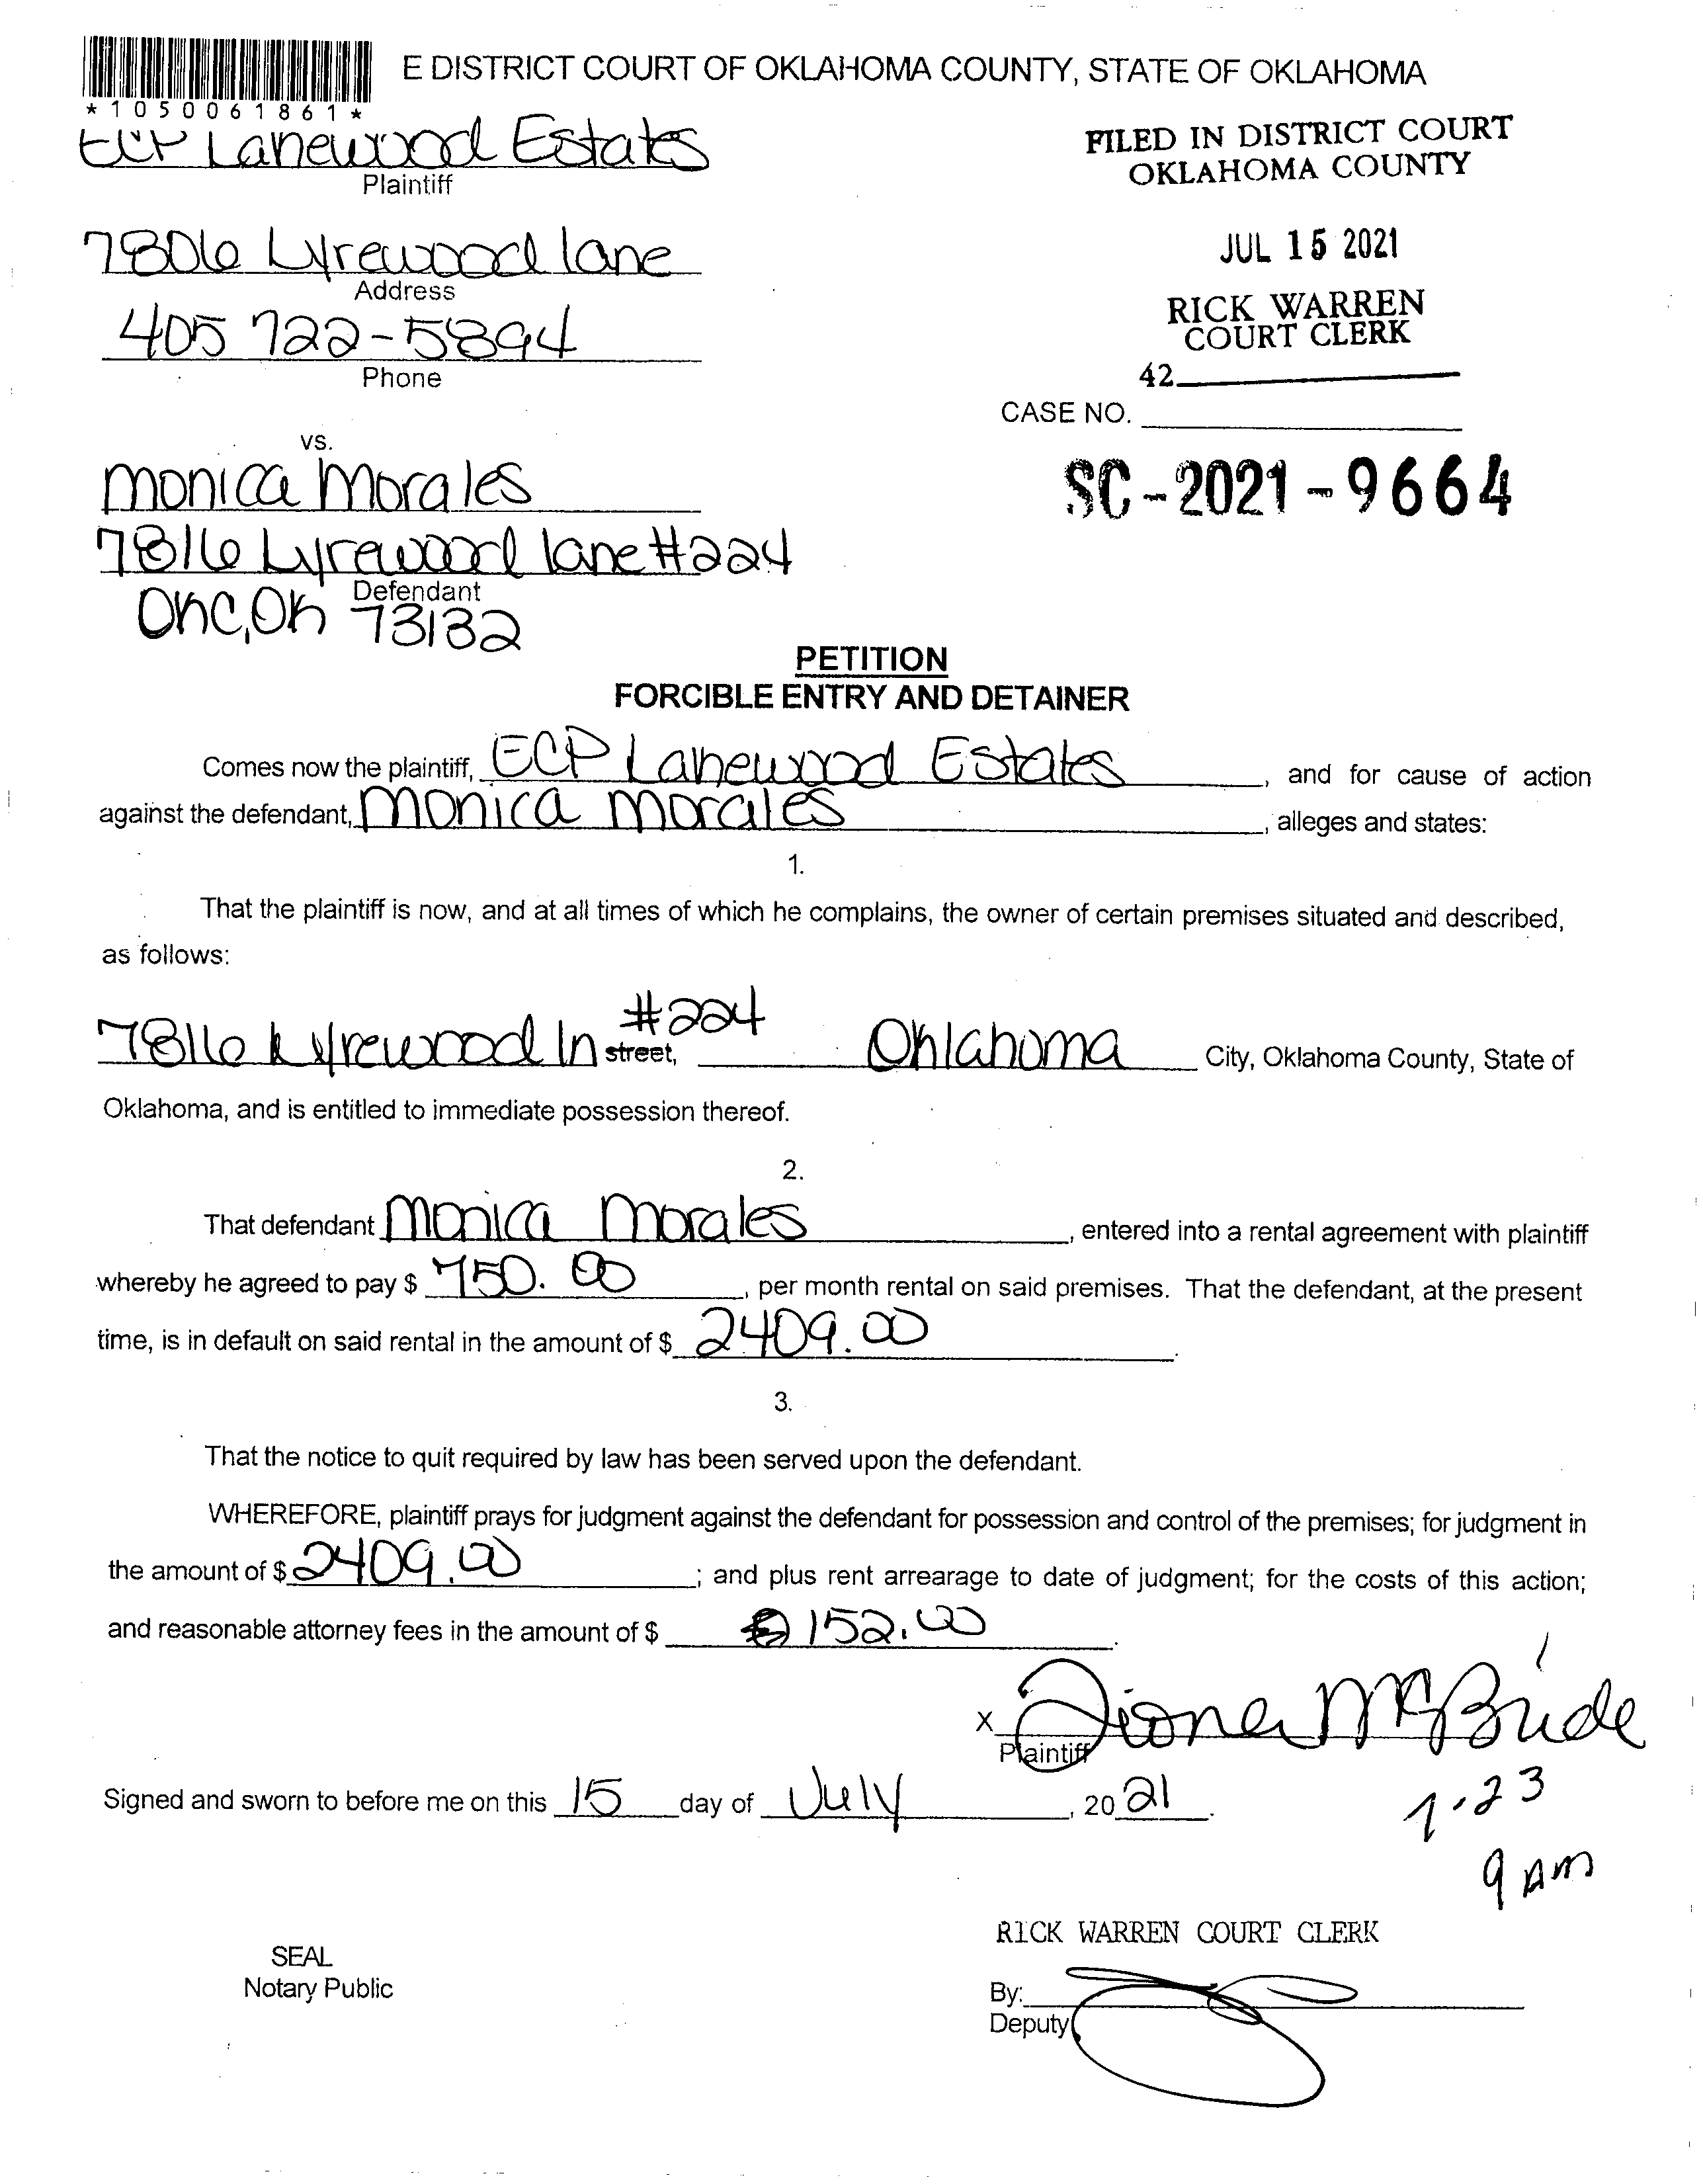 E DISTRICT COURT OF OKLAHOMA COUNTY, STATE OF OKLAHOMA
*1050061861*
ECP Lanewood Estates
Plaintiff
FILED IN DISTRICT COURT
OKLAHOMA COUNTY
7806 Lyrewood lane
Address
JUL 15 2021
405 722-5894
Phone
RICK WARREN
COURT CLERK
42
CASE NO.
vs.
Monica Morales
SC-2021-9664
7816 Lyrewood lane #224
Defendant
OKC, OK 73132
PETITION
FORCIBLE ENTRY AND DETAINER
Comes now the plaintiff, ECP Lanewood Estates, and for cause of action
against the defendant, Monica Morales, alleges and states:
1.
That the plaintiff is now, and at all times of which he complains, the owner of certain premises situated and described,
as follows:
7816 Lyrewood ln #224 street, Oklahoma City, Oklahoma County, State of
Oklahoma, and is entitled to immediate possession thereof.
2.
That defendant Monica Morales, entered into a rental agreement with plaintiff
whereby he agreed to pay $ 750.00, per month rental on said premises. That the defendant, at the present
time, is in default on said rental in the amount of $ 2409.00.
3.
That the notice to quit required by law has been served upon the defendant.
WHEREFORE, plaintiff prays for judgment against the defendant for possession and control of the premises; for judgment in
the amount of $ 2409.00; and plus rent arrearage to date of judgment; for the costs of this action;
and reasonable attorney fees in the amount of $ 152.00.
X Diona McBride
Plaintiff
Signed and sworn to before me on this 15 day of July, 2021.
7.23
9 AM
RICK WARREN COURT CLERK
SEAL
Notary Public
By:
Deputy